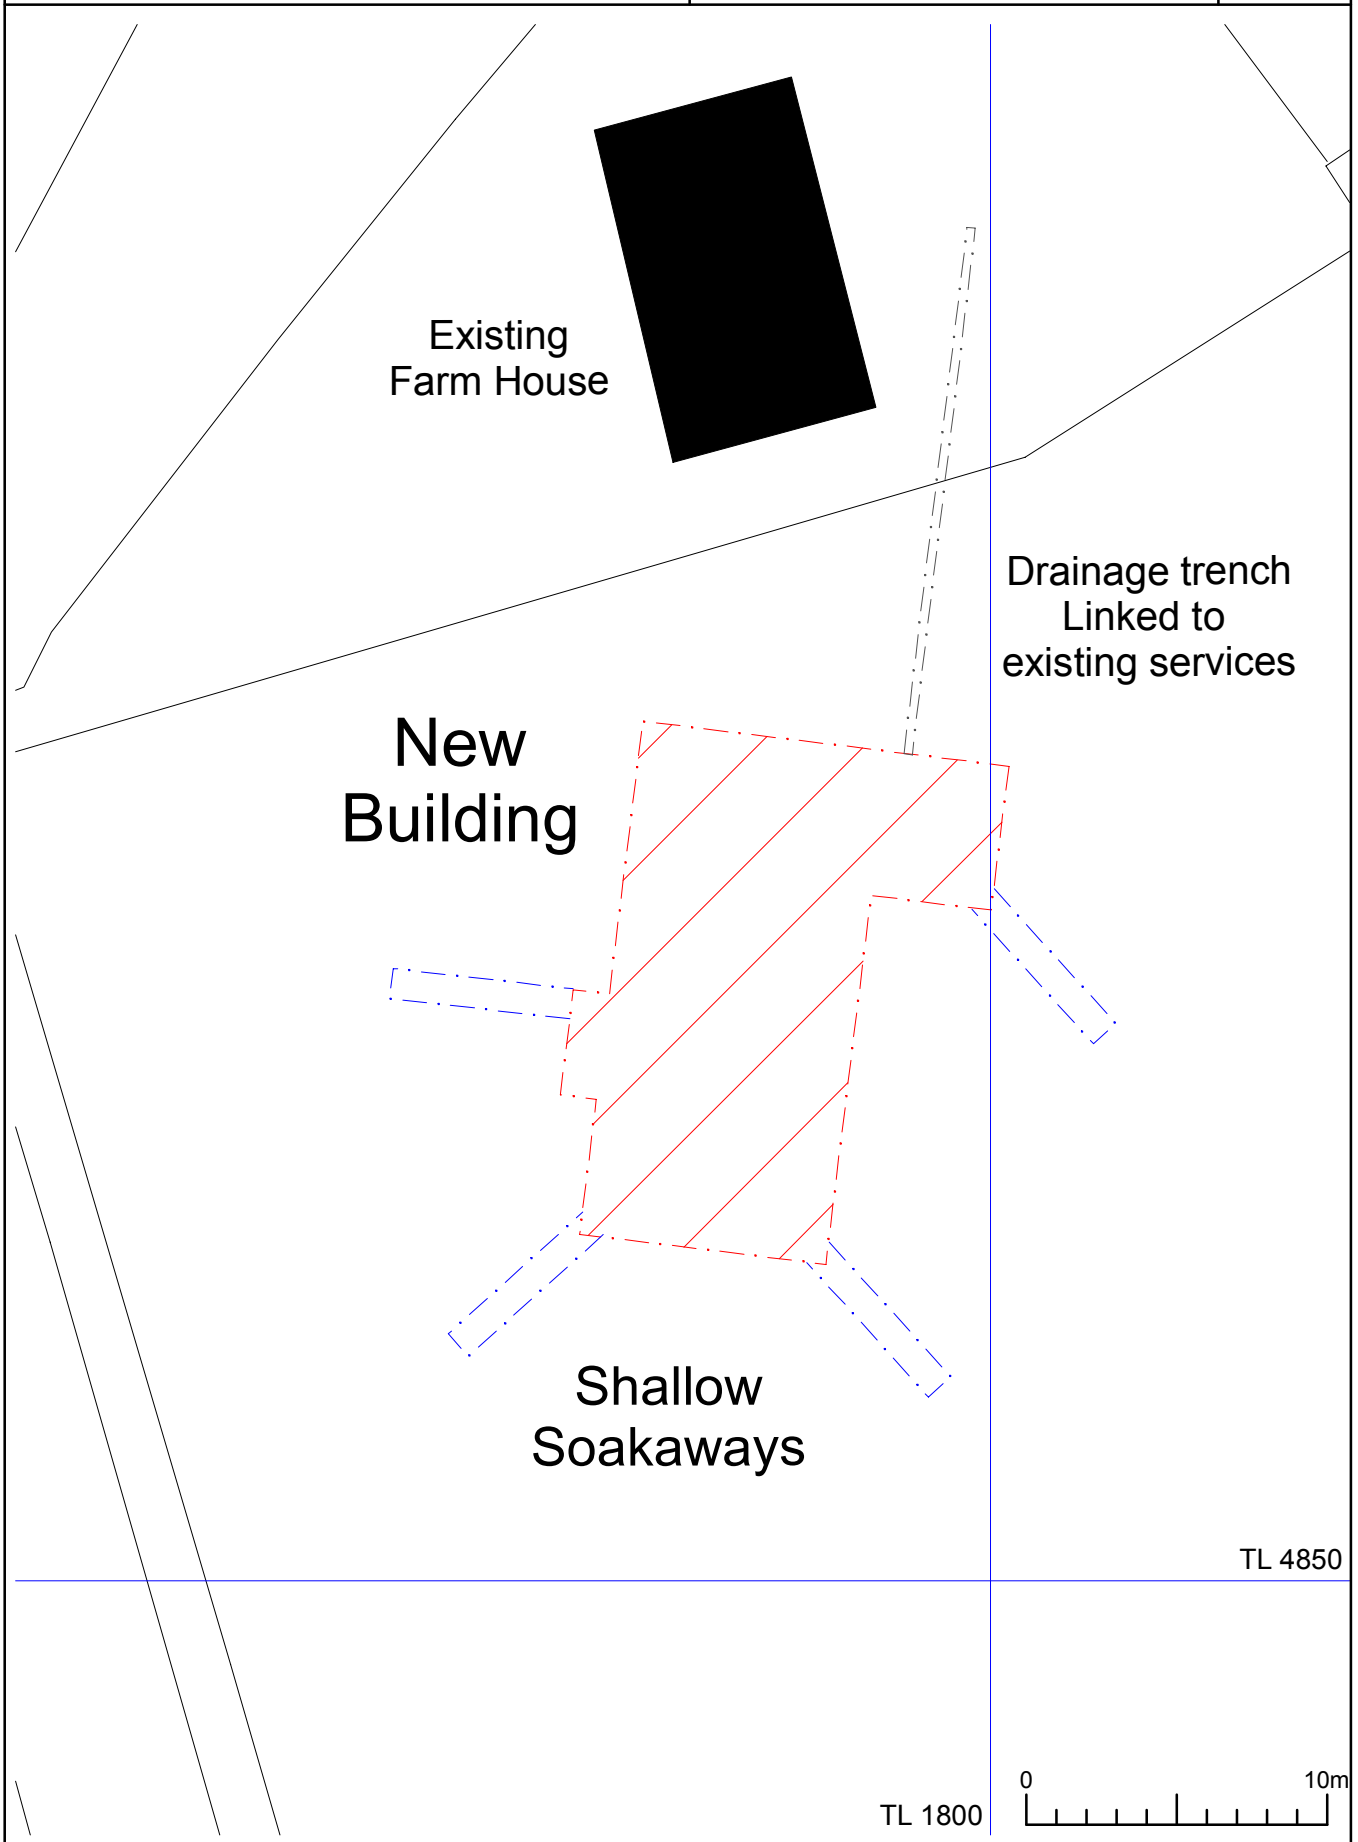 Existing
Farm House
Drainage trench
Linked to
existing services
New
Building
Shallow
Soakaways
TL 4850
0 10m
TL 1800